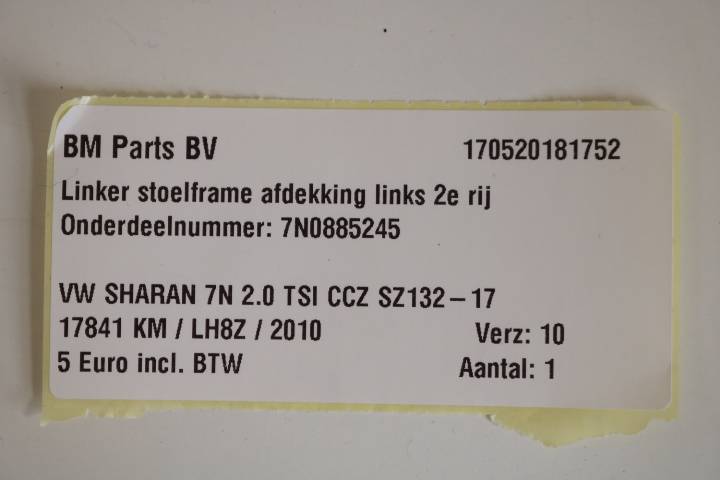 BM Parts BV 170520181752
Linker stoelframe afdekking links 2e rij
Onderdeelnummer: 7N0885245
VW SHARAN 7N 2.0 TSI CCZ SZ132-17
17841 KM / LH8Z / 2010 Verz: 10
5 Euro incl. BTW Aantal: 1